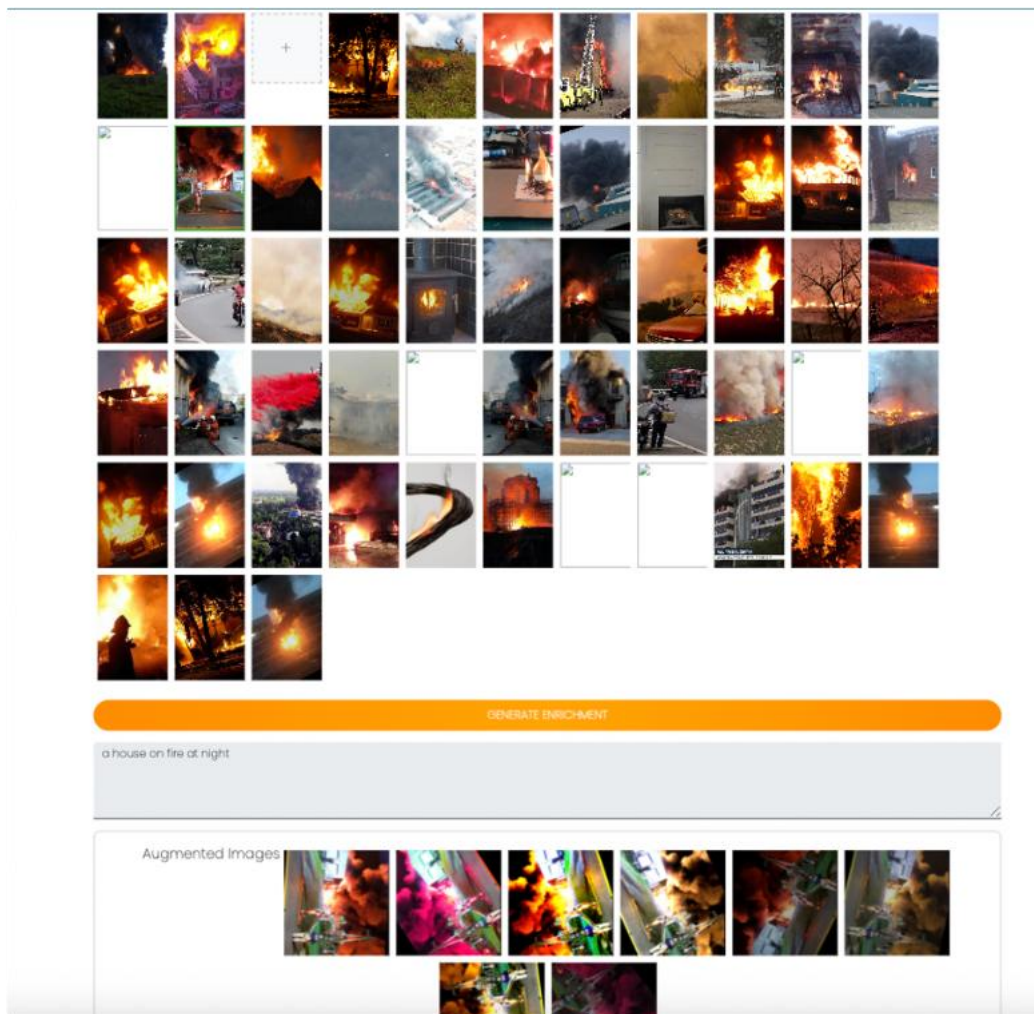 +
GENERATE ENRICHMENT
a house on fire at night
Augmented Images